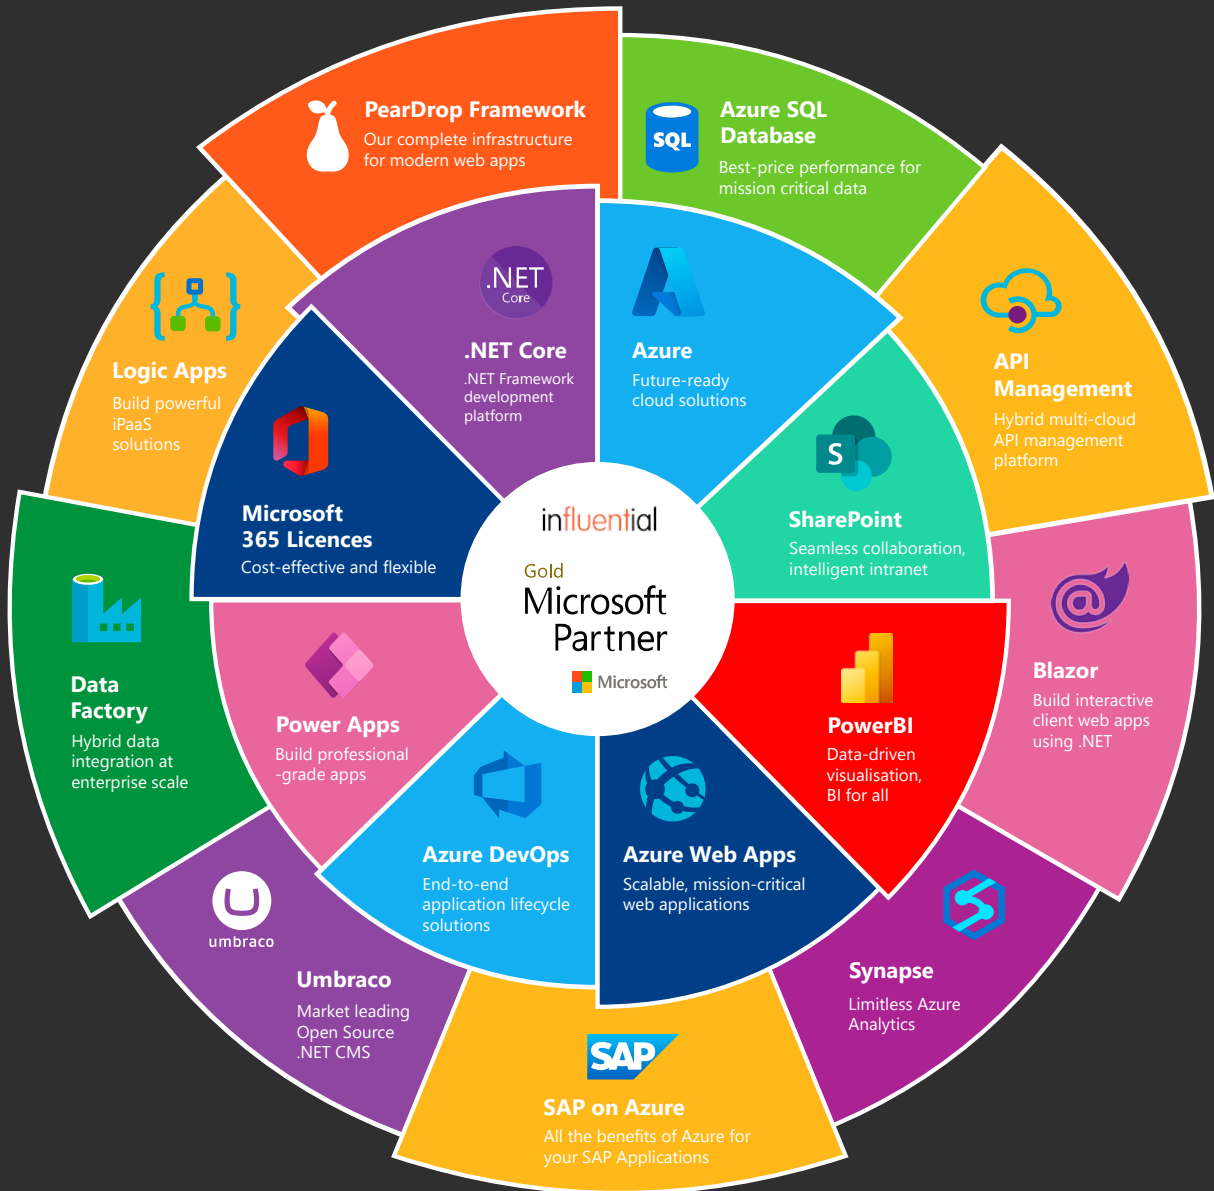 PearDrop Framework
Our complete infrastructure
for modern web apps
SQL
Azure SQL
Database
Best-price performance for
mission critical data
API
Management
Hybrid multi-cloud
API management
platform
Blazor
Build interactive
client web apps
using .NET
Synapse
Limitless Azure
Analytics
SAP
SAP on Azure
All the benefits of Azure for
your SAP Applications
umbraco
Umbraco
Market leading
Open Source
.NET CMS
Data
Factory
Hybrid data
integration at
enterprise scale
Logic Apps
Build powerful
iPaaS
solutions
.NET
Core
.NET Core
.NET Framework
development
platform
Azure
Future-ready
cloud solutions
S
SharePoint
Seamless collaboration,
intelligent intranet
PowerBI
Data-driven
visualisation,
BI for all
Azure Web Apps
Scalable, mission-critical
web applications
Azure DevOps
End-to-end
application lifecycle
solutions
Power Apps
Build professional
-grade apps
Microsoft
365 Licences
Cost-effective and flexible
influential
Gold
Microsoft
Partner
Microsoft